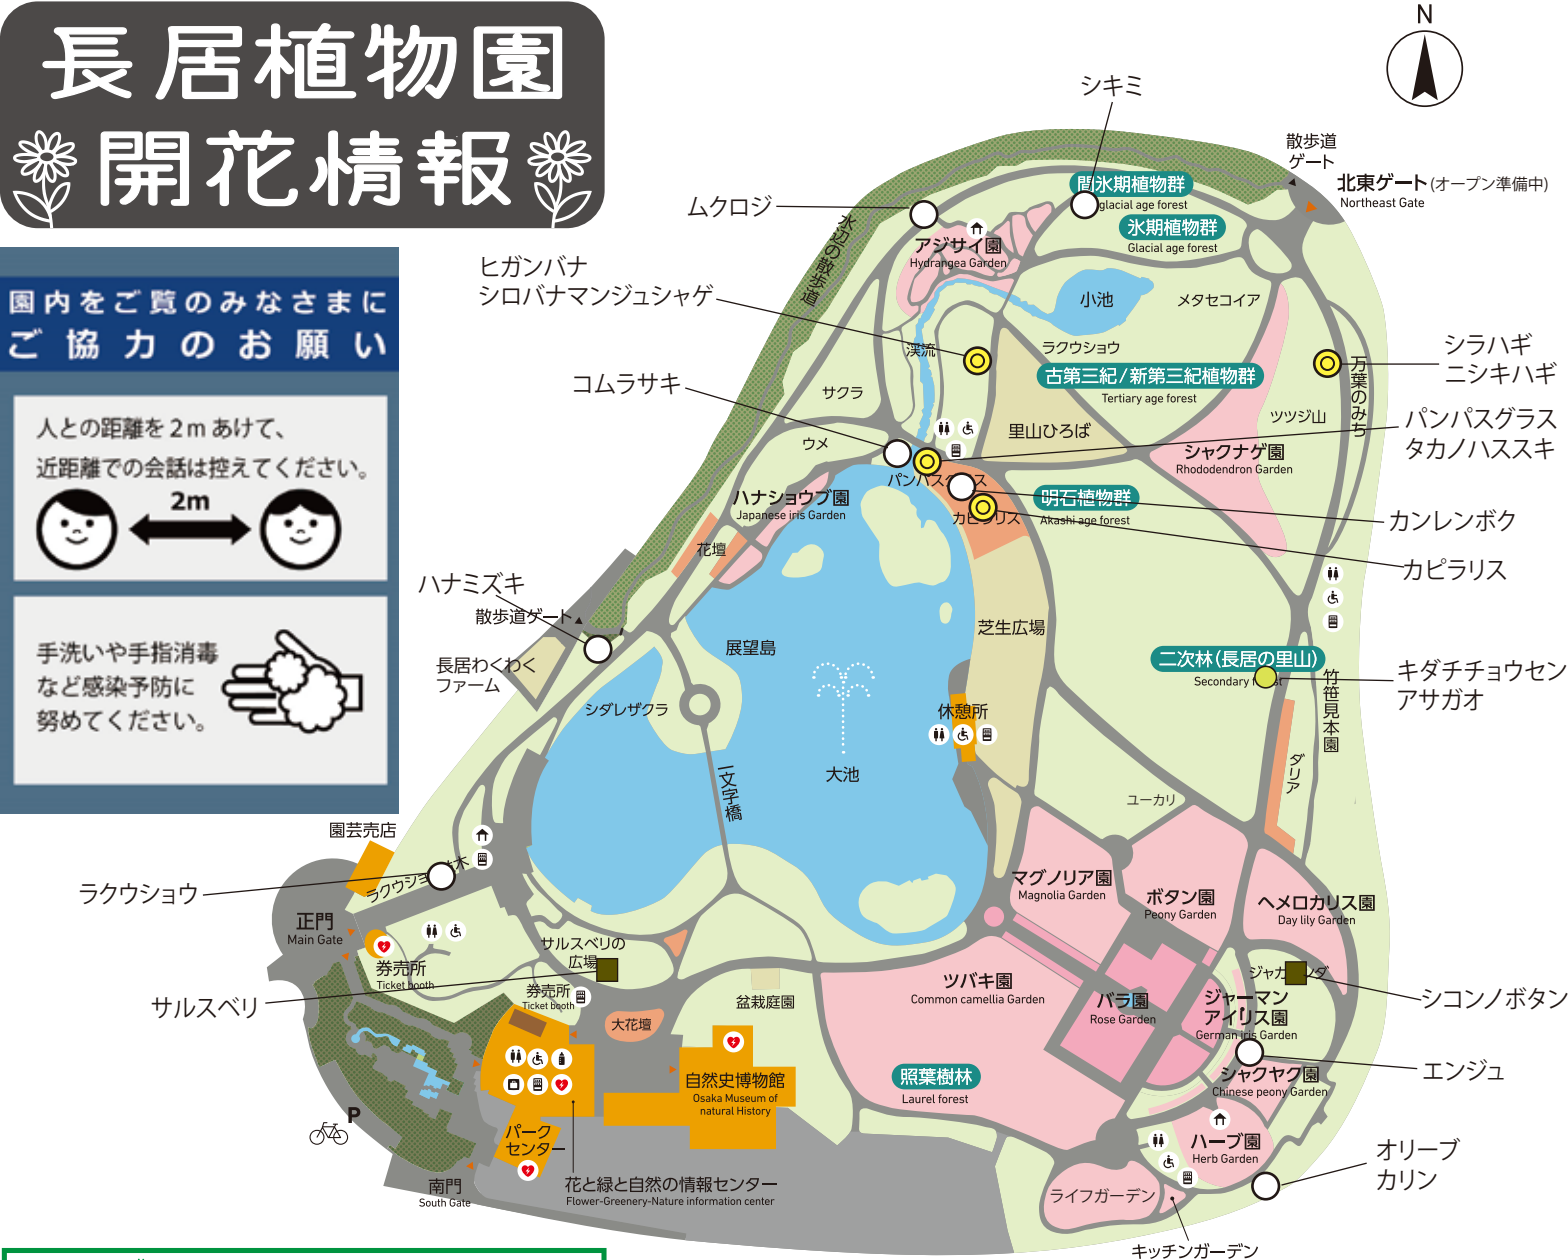 長居植物園
開花情報
園内をご覧のみなさまに
ご協力のお願い
人との距離を2mあけて、
近距離での会話は控えてください。
2m
手洗いや手指消毒
など感染予防に
努めてください。
N
シキミ
散歩道
ゲート
北東ゲート(オープン準備中)
Northeast Gate
間氷期植物群
glacial age forest
氷期植物群
Glacial age forest
ムクロジ
水辺の散歩道
アジサイ園
Hydrangea Garden
小池
メタセコイア
ヒガンバナ
シロバナマンジュシャゲ
渓流
ラクウショウ
古第三紀/新第三紀植物群
Tertiary age forest
シラハギ
ニシキハギ
万葉のみち
コムラサキ
サクラ
ウメ
里山ひろば
ツツジ山
シャクナゲ園
Rhododendron Garden
パンパスグラス
タカノハススキ
ハナショウブ園
Japanese iris Garden
パンパス
ス
カピラリス
明石植物群
Akashi age forest
カンレンボク
カピラリス
花壇
ハナミズキ
散歩道ゲート
長居わくわく
ファーム
展望島
芝生広場
二次林(長居の里山)
Secondary
キダチチョウセン
アサガオ
竹笹見本園
シダレザクラ
休憩所
大池
一文字橋
ダリア
ユーカリ
園芸売店
ラクウショウ
ラクウショ
木
正門
Main Gate
券売所
Ticket booth
サルスベリの
広場
券売所
Ticket booth
サルスベリ
マグノリア園
Magnolia Garden
ボタン園
Peony Garden
ヘメロカリス園
Day lily Garden
ツバキ園
Common camellia Garden
バラ園
Rose Garden
ジャカ
ンダ
ジャーマン
アイリス園
German iris Garden
シコンノボタン
盆栽庭園
大花壇
エンジュ
シャクヤク園
Chinese peony Garden
照葉樹林
Laurel forest
自然史博物館
Osaka Museum of
natural History
P
パーク
センター
ハーブ園
Herb Garden
オリーブ
カリン
南門
South Gate
花と緑と自然の情報センター
Flower-Greenery-Nature information center
ライフガーデン
キッチンガーデン